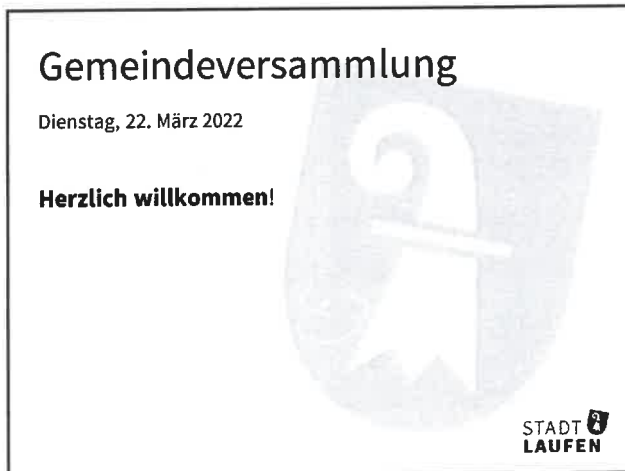 Gemeindeversammlung
Dienstag, 22. März 2022
Herzlich willkommen!
STADT
LAUFEN